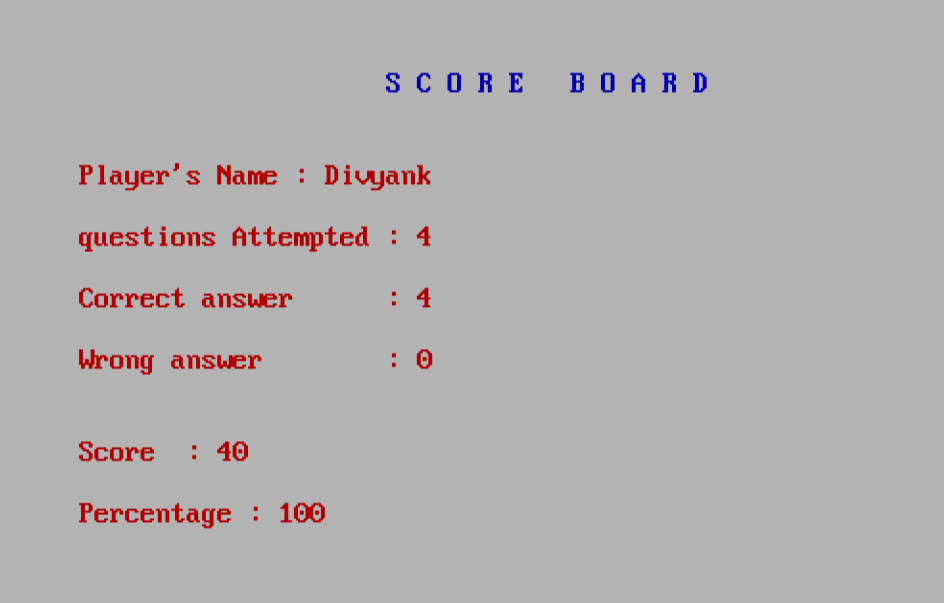 S C O R E   B O A R D
Player's Name : Divyank
questions Attempted : 4
Correct answer      : 4
Wrong answer        : 0
Score  : 40
Percentage : 100